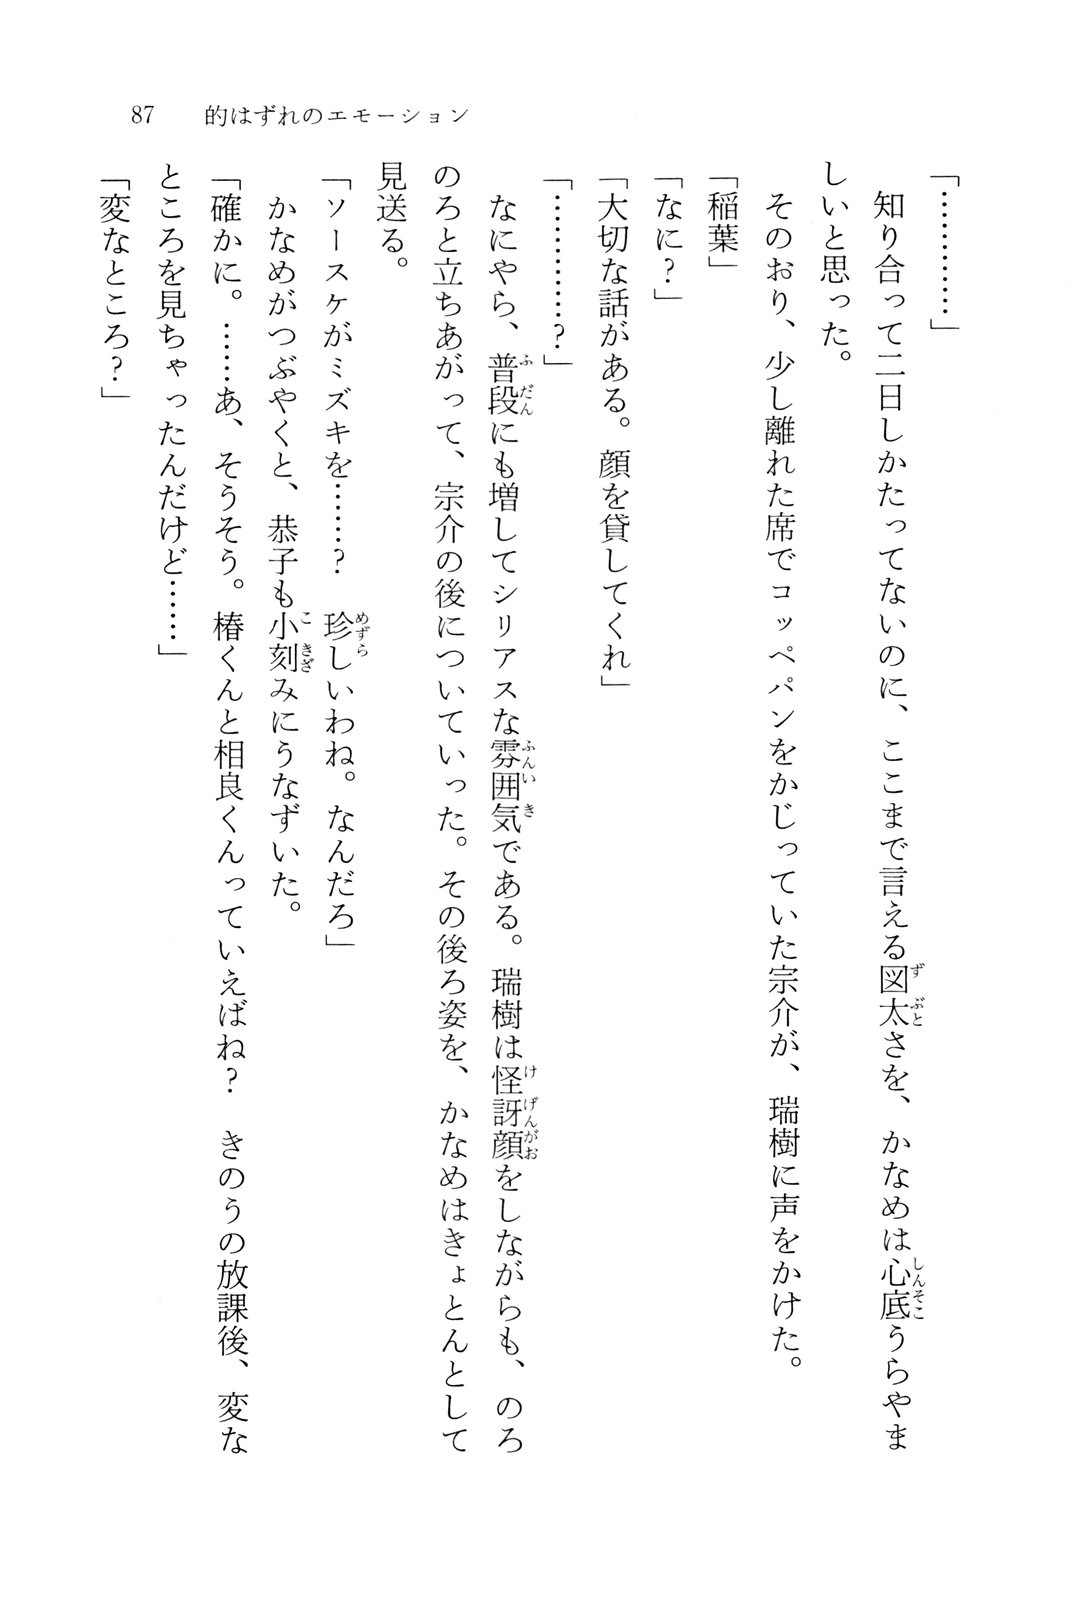 87 的はずれのエモーション
「…………」
　知り合って二日しかたってないのに、ここまで言える図太さを、かなめは心底うらやま
しいと思った。
　そのおり、少し離れた席でコッペパンをかじっていた宗介が、瑞樹に声をかけた。
「稲葉」
「なに？」
「大切な話がある。顔を貸してくれ」
「…………？」
　なにやら、普段にも増してシリアスな雰囲気である。瑞樹は怪訝顔をしながらも、のろ
のろと立ちあがって、宗介の後についていった。その後ろ姿を、かなめはきょとんとして
見送る。
「ソースケがミズキを……？　珍しいわね。なんだろ」
　かなめがつぶやくと、恭子も小刻みにうなずいた。
「確かに。……あ、そうそう。椿くんと相良くんっていえばね？　きのうの放課後、変な
ところを見ちゃったんだけど……」
「変なところ？」